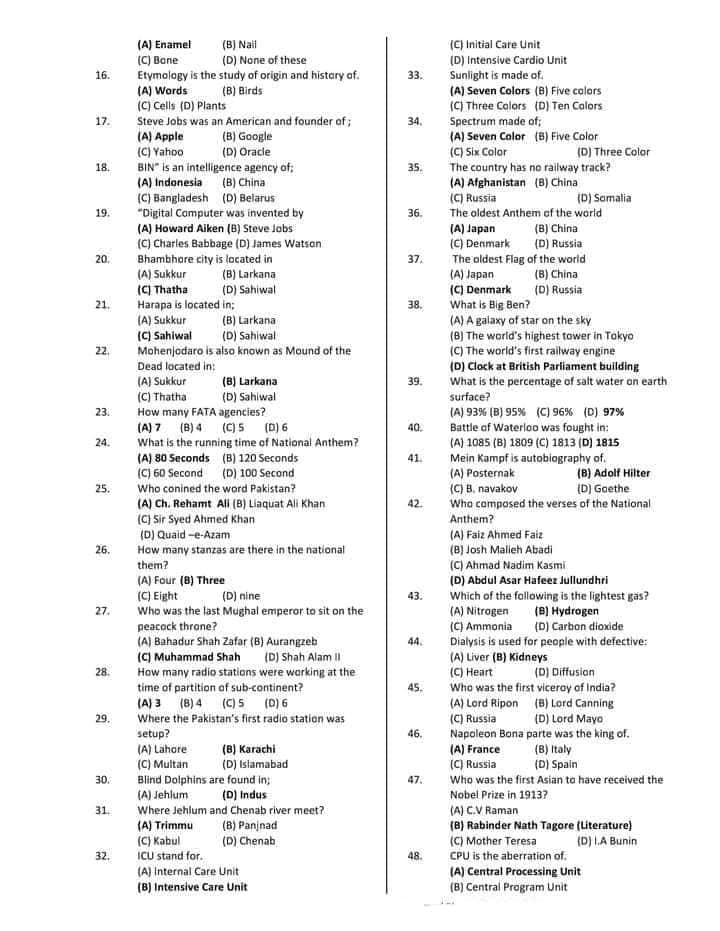 (A) Enamel (B) Nail
(C) Bone (D) None of these
16. Etymology is the study of origin and history of.
(A) Words (B) Birds
(C) Cells (D) Plants
17. Steve Jobs was an American and founder of ;
(A) Apple (B) Google
(C) Yahoo (D) Oracle
18. BIN” is an intelligence agency of;
(A) Indonesia (B) China
(C) Bangladesh (D) Belarus
19. “Digital Computer was invented by
(A) Howard Aiken (B) Steve Jobs
(C) Charles Babbage (D) James Watson
20. Bhambhore city is located in
(A) Sukkur (B) Larkana
(C) Thatha (D) Sahiwal
21. Harapa is located in;
(A) Sukkur (B) Larkana
(C) Sahiwal (D) Sahiwal
22. Mohenjodaro is also known as Mound of the
Dead located in:
(A) Sukkur (B) Larkana
(C) Thatha (D) Sahiwal
23. How many FATA agencies?
(A) 7 (B) 4 (C) 5 (D) 6
24. What is the running time of National Anthem?
(A) 80 Seconds (B) 120 Seconds
(C) 60 Second (D) 100 Second
25. Who conined the word Pakistan?
(A) Ch. Rehamt Ali (B) Liaquat Ali Khan
(C) Sir Syed Ahmed Khan
(D) Quaid –e-Azam
26. How many stanzas are there in the national
them?
(A) Four (B) Three
(C) Eight (D) nine
27. Who was the last Mughal emperor to sit on the
peacock throne?
(A) Bahadur Shah Zafar (B) Aurangzeb
(C) Muhammad Shah (D) Shah Alam II
28. How many radio stations were working at the
time of partition of sub-continent?
(A) 3 (B) 4 (C) 5 (D) 6
29. Where the Pakistan’s first radio station was
setup?
(A) Lahore (B) Karachi
(C) Multan (D) Islamabad
30. Blind Dolphins are found in;
(A) Jehlum (D) Indus
31. Where Jehlum and Chenab river meet?
(A) Trimmu (B) Panjnad
(C) Kabul (D) Chenab
32. ICU stand for.
(A) Internal Care Unit
(B) Intensive Care Unit
(C) Initial Care Unit
(D) Intensive Cardio Unit
33. Sunlight is made of.
(A) Seven Colors (B) Five colors
(C) Three Colors (D) Ten Colors
34. Spectrum made of;
(A) Seven Color (B) Five Color
(C) Six Color (D) Three Color
35. The country has no railway track?
(A) Afghanistan (B) China
(C) Russia (D) Somalia
36. The oldest Anthem of the world
(A) Japan (B) China
(C) Denmark (D) Russia
37. The oldest Flag of the world
(A) Japan (B) China
(C) Denmark (D) Russia
38. What is Big Ben?
(A) A galaxy of star on the sky
(B) The world’s highest tower in Tokyo
(C) The world’s first railway engine
(D) Clock at British Parliament building
39. What is the percentage of salt water on earth
surface?
(A) 93% (B) 95% (C) 96% (D) 97%
40. Battle of Waterloo was fought in:
(A) 1085 (B) 1809 (C) 1813 (D) 1815
41. Mein Kampf is autobiography of.
(A) Posternak (B) Adolf Hilter
(C) B. navakov (D) Goethe
42. Who composed the verses of the National
Anthem?
(A) Faiz Ahmed Faiz
(B) Josh Malieh Abadi
(C) Ahmad Nadim Kasmi
(D) Abdul Asar Hafeez Jullundhri
43. Which of the following is the lightest gas?
(A) Nitrogen (B) Hydrogen
(C) Ammonia (D) Carbon dioxide
44. Dialysis is used for people with defective:
(A) Liver (B) Kidneys
(C) Heart (D) Diffusion
45. Who was the first viceroy of India?
(A) Lord Ripon (B) Lord Canning
(C) Russia (D) Lord Mayo
46. Napoleon Bona parte was the king of.
(A) France (B) Italy
(C) Russia (D) Spain
47. Who was the first Asian to have received the
Nobel Prize in 1913?
(A) C.V Raman
(B) Rabinder Nath Tagore (Literature)
(C) Mother Teresa (D) I.A Bunin
48. CPU is the aberration of.
(A) Central Processing Unit
(B) Central Program Unit